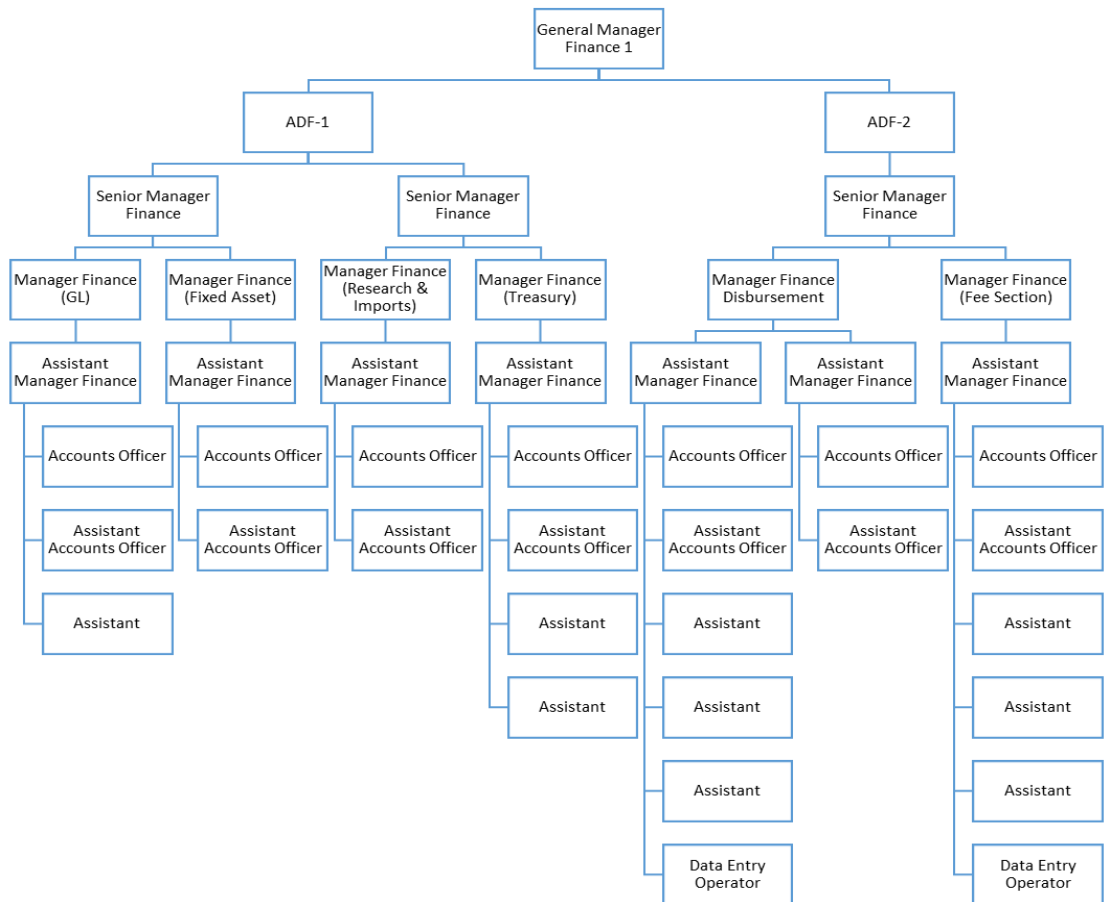 General Manager
Finance 1
ADF-1
ADF-2
Senior Manager
Finance
Senior Manager
Finance
Senior Manager
Finance
Manager Finance
(GL)
Manager Finance
(Fixed Asset)
Manager Finance
(Research &
Imports)
Manager Finance
(Treasury)
Manager Finance
Disbursement
Manager Finance
(Fee Section)
Assistant
Manager Finance
Assistant
Manager Finance
Assistant
Manager Finance
Assistant
Manager Finance
Assistant
Manager Finance
Assistant
Manager Finance
Assistant
Manager Finance
Accounts Officer
Accounts Officer
Accounts Officer
Accounts Officer
Accounts Officer
Accounts Officer
Accounts Officer
Assistant
Accounts Officer
Assistant
Accounts Officer
Assistant
Accounts Officer
Assistant
Accounts Officer
Assistant
Accounts Officer
Assistant
Accounts Officer
Assistant
Accounts Officer
Assistant
Assistant
Assistant
Assistant
Assistant
Assistant
Assistant
Assistant
Assistant
Data Entry
Operator
Data Entry
Operator